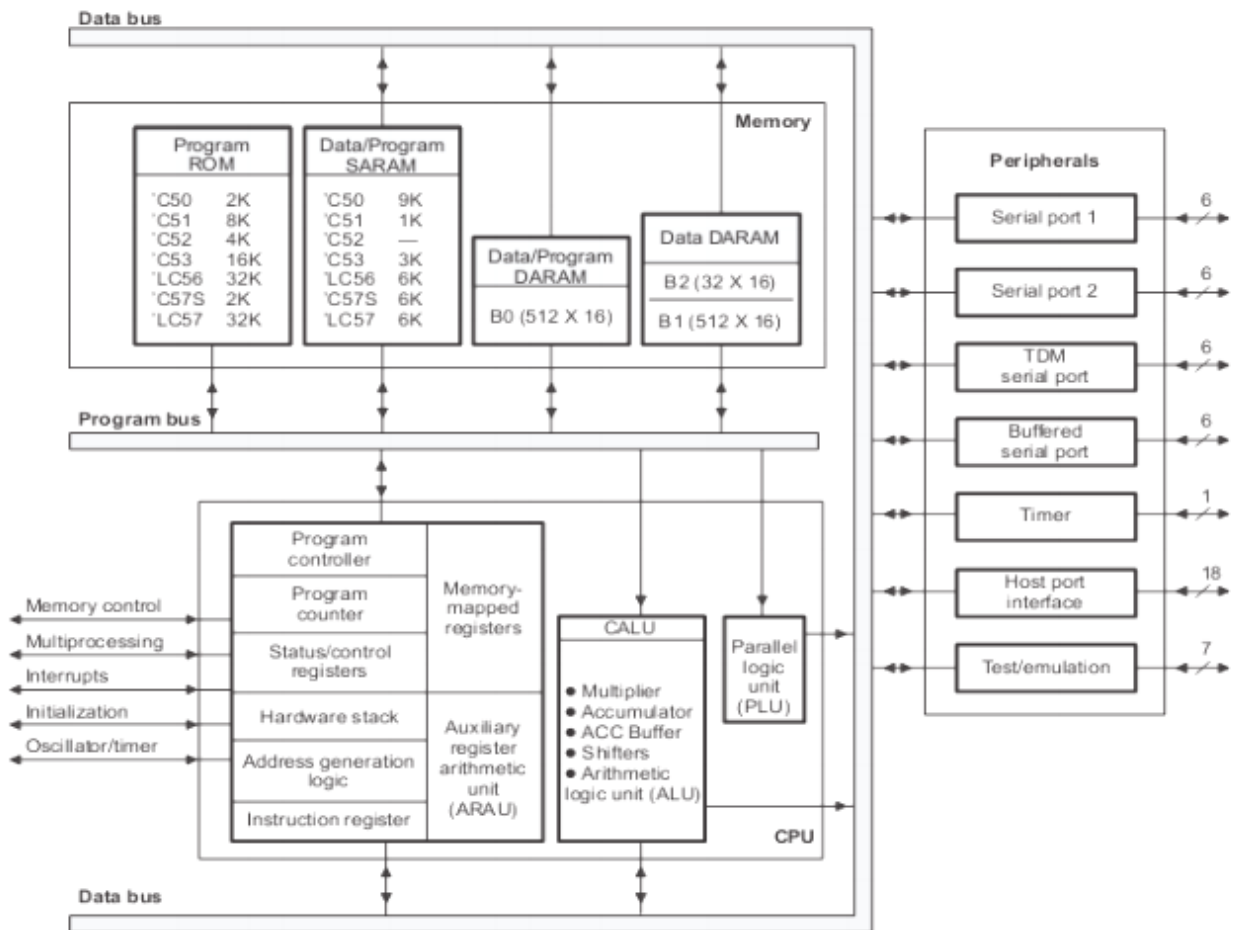 Data bus
Memory
Program
ROM
`C50 2K
`C51 8K
`C52 4K
`C53 16K
`LC56 32K
`C57S 2K
`LC57 32K
Data/Program
SARAM
`C50 9K
`C51 1K
`C52 —
`C53 3K
`LC56 6K
`C57S 6K
`LC57 6K
Data/Program
DARAM
B0 (512 X 16)
Data DARAM
B2 (32 X 16)
B1 (512 X 16)
Program bus
Program
controller
Program
counter
Status/control
registers
Hardware stack
Address generation
logic
Instruction register
Memory-
mapped
registers
Auxiliary
register
arithmetic
unit
(ARAU)
Memory control
Multiprocessing
Interrupts
Initialization
Oscillator/timer
CALU
● Multiplier
● Accumulator
● ACC Buffer
● Shifters
● Arithmetic
logic unit (ALU)
Parallel
logic
unit
(PLU)
CPU
Data bus
Peripherals
Serial port 1
6
Serial port 2
6
TDM
serial port
6
Buffered
serial port
6
Timer
1
Host port
interface
18
Test/emulation
7